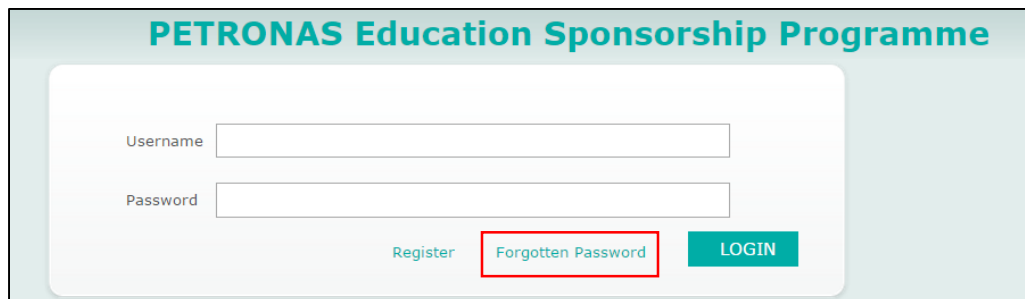 PETRONAS Education Sponsorship Programme
Username
Password
Register Forgotten Password LOGIN